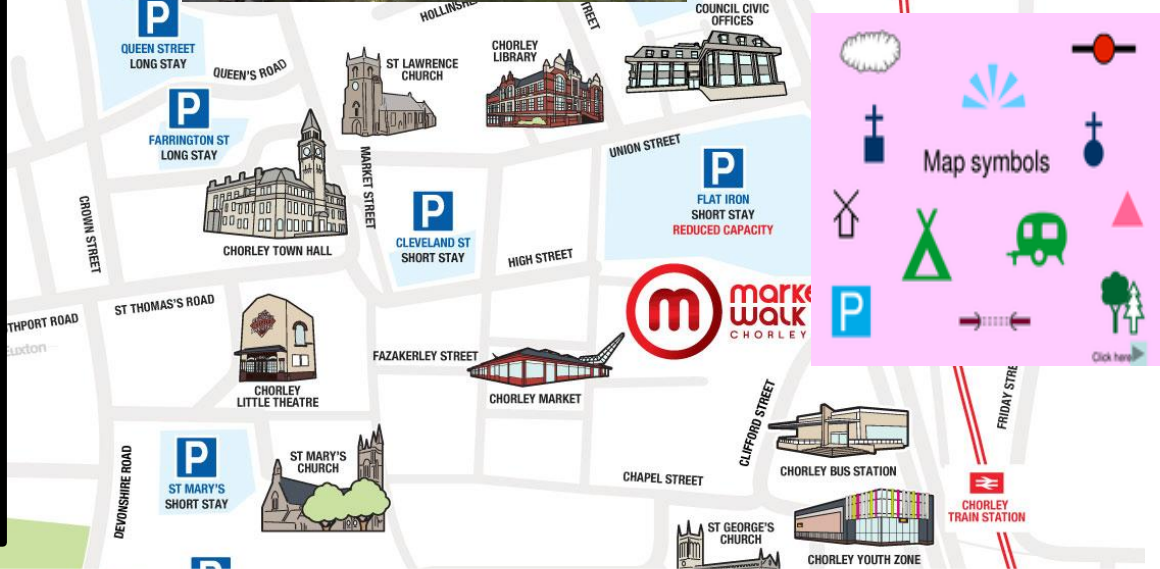 HOLLINSHE
COUNCIL CIVIC
OFFICES
P
QUEEN STREET
LONG STAY
QUEEN'S ROAD
ST LAWRENCE
CHURCH
CHORLEY
LIBRARY
P
FARRINGTON ST
LONG STAY
UNION STREET
MARKET STREET
P
FLAT IRON
SHORT STAY
REDUCED CAPACITY
CROWN STREET
CHORLEY TOWN HALL
P
CLEVELAND ST
SHORT STAY
HIGH STREET
m
marke
walk
CHORLEY
ST THOMAS'S ROAD
THPORT ROAD
Euxton
CHORLEY
LITTLE THEATRE
FAZAKERLEY STREET
CHORLEY MARKET
DEVONSHIRE ROAD
P
ST MARY'S
SHORT STAY
ST MARY'S
CHURCH
CLIFFORD STREET
CHAPEL STREET
CHORLEY BUS STATION
ST GEORGE'S
CHURCH
CHORLEY YOUTH ZONE
CHORLEY
TRAIN STATION
FRIDAY STRE
TREET
P
Map symbols
P
Click here